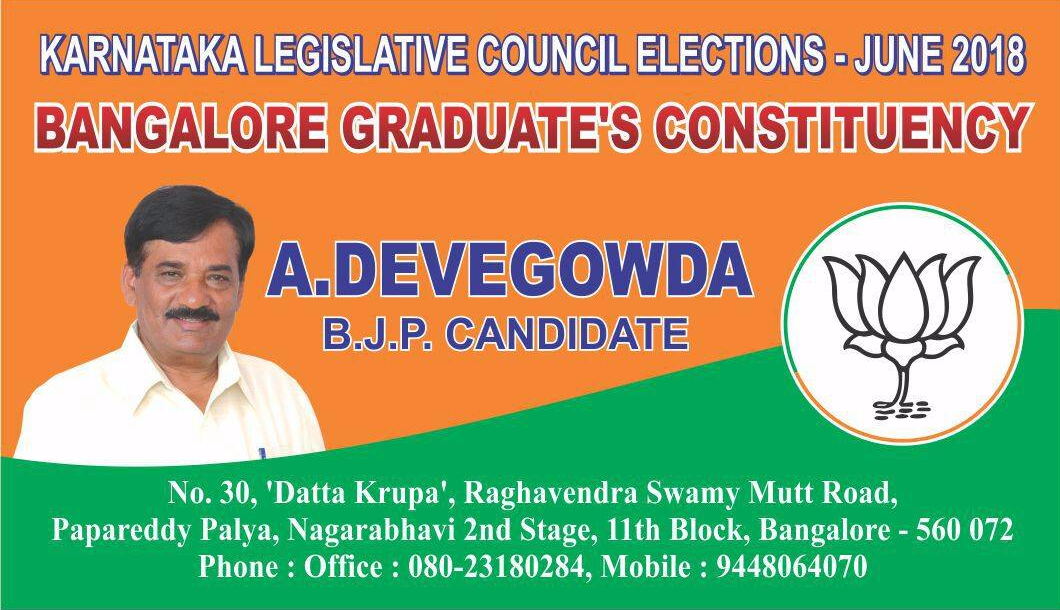 KARNATAKA LEGISLATIVE COUNCIL ELECTIONS - JUNE 2018
BANGALORE GRADUATE'S CONSTITUENCY
A.DEVEGOWDA
B.J.P. CANDIDATE
No. 30, 'Datta Krupa', Raghavendra Swamy Mutt Road,
Papareddy Palya, Nagarabhavi 2nd Stage, 11th Block, Bangalore - 560 072
Phone : Office : 080-23180284, Mobile : 9448064070